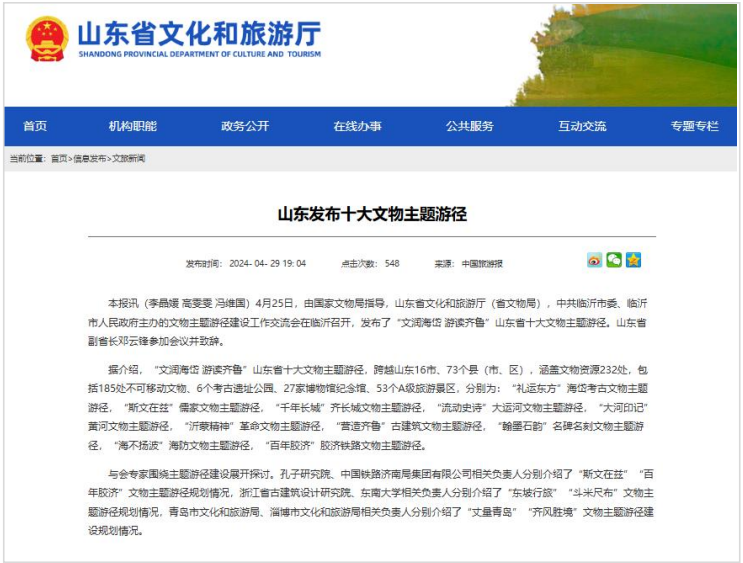 山东省文化和旅游厅
SHANDONG PROVINCIAL DEPARTMENT OF CULTURE AND TOURISM
首页 机构职能 政务公开 在线办事 公共服务 互动交流 专题专栏
当前位置：首页>信息发布>文旅新闻
山东发布十大文物主题游径
发布时间： 2024-04-29 19:04 点击次数： 548 来源： 中国旅游报
本报讯（李晶媛 高雯雯 冯维国）4月25日，由国家文物局指导，山东省文化和旅游厅（省文物局），中共临沂市委、临沂
市人民政府主办的文物主题游径建设工作交流会在临沂召开，发布了“文润海岱 游读齐鲁”山东省十大文物主题游径。山东省
副省长邓云锋参加会议并致辞。
据介绍，“文润海岱 游读齐鲁”山东省十大文物主题游径，跨越山东16市、73个县（市、区），涵盖文物资源232处，包
括185处不可移动文物、6个考古遗址公园、27家博物馆纪念馆、53个A级旅游景区，分别为：“礼运东方”海岱考古文物主题
游径，“斯文在兹”儒家文物主题游径，“千年长城”齐长城文物主题游径，“流动史诗”大运河文物主题游径，“大河印记”
黄河文物主题游径，“沂蒙精神”革命文物主题游径，“营造齐鲁”古建筑文物主题游径，“翰墨石韵”名碑名刻文物主题游
径，“海不扬波”海防文物主题游径，“百年胶济”胶济铁路文物主题游径。
与会专家围绕主题游径建设展开探讨。孔子研究院、中国铁路济南局集团有限公司相关负责人分别介绍了“斯文在兹”“百
年胶济”文物主题游径规划情况，浙江省古建筑设计研究院、东南大学相关负责人分别介绍了“东坡行旅”“斗米尺布”文物主
题游径规划情况，青岛市文化和旅游局、淄博市文化和旅游局相关负责人分别介绍了“丈量青岛”“齐风胜境”文物主题游径建
设规划情况。